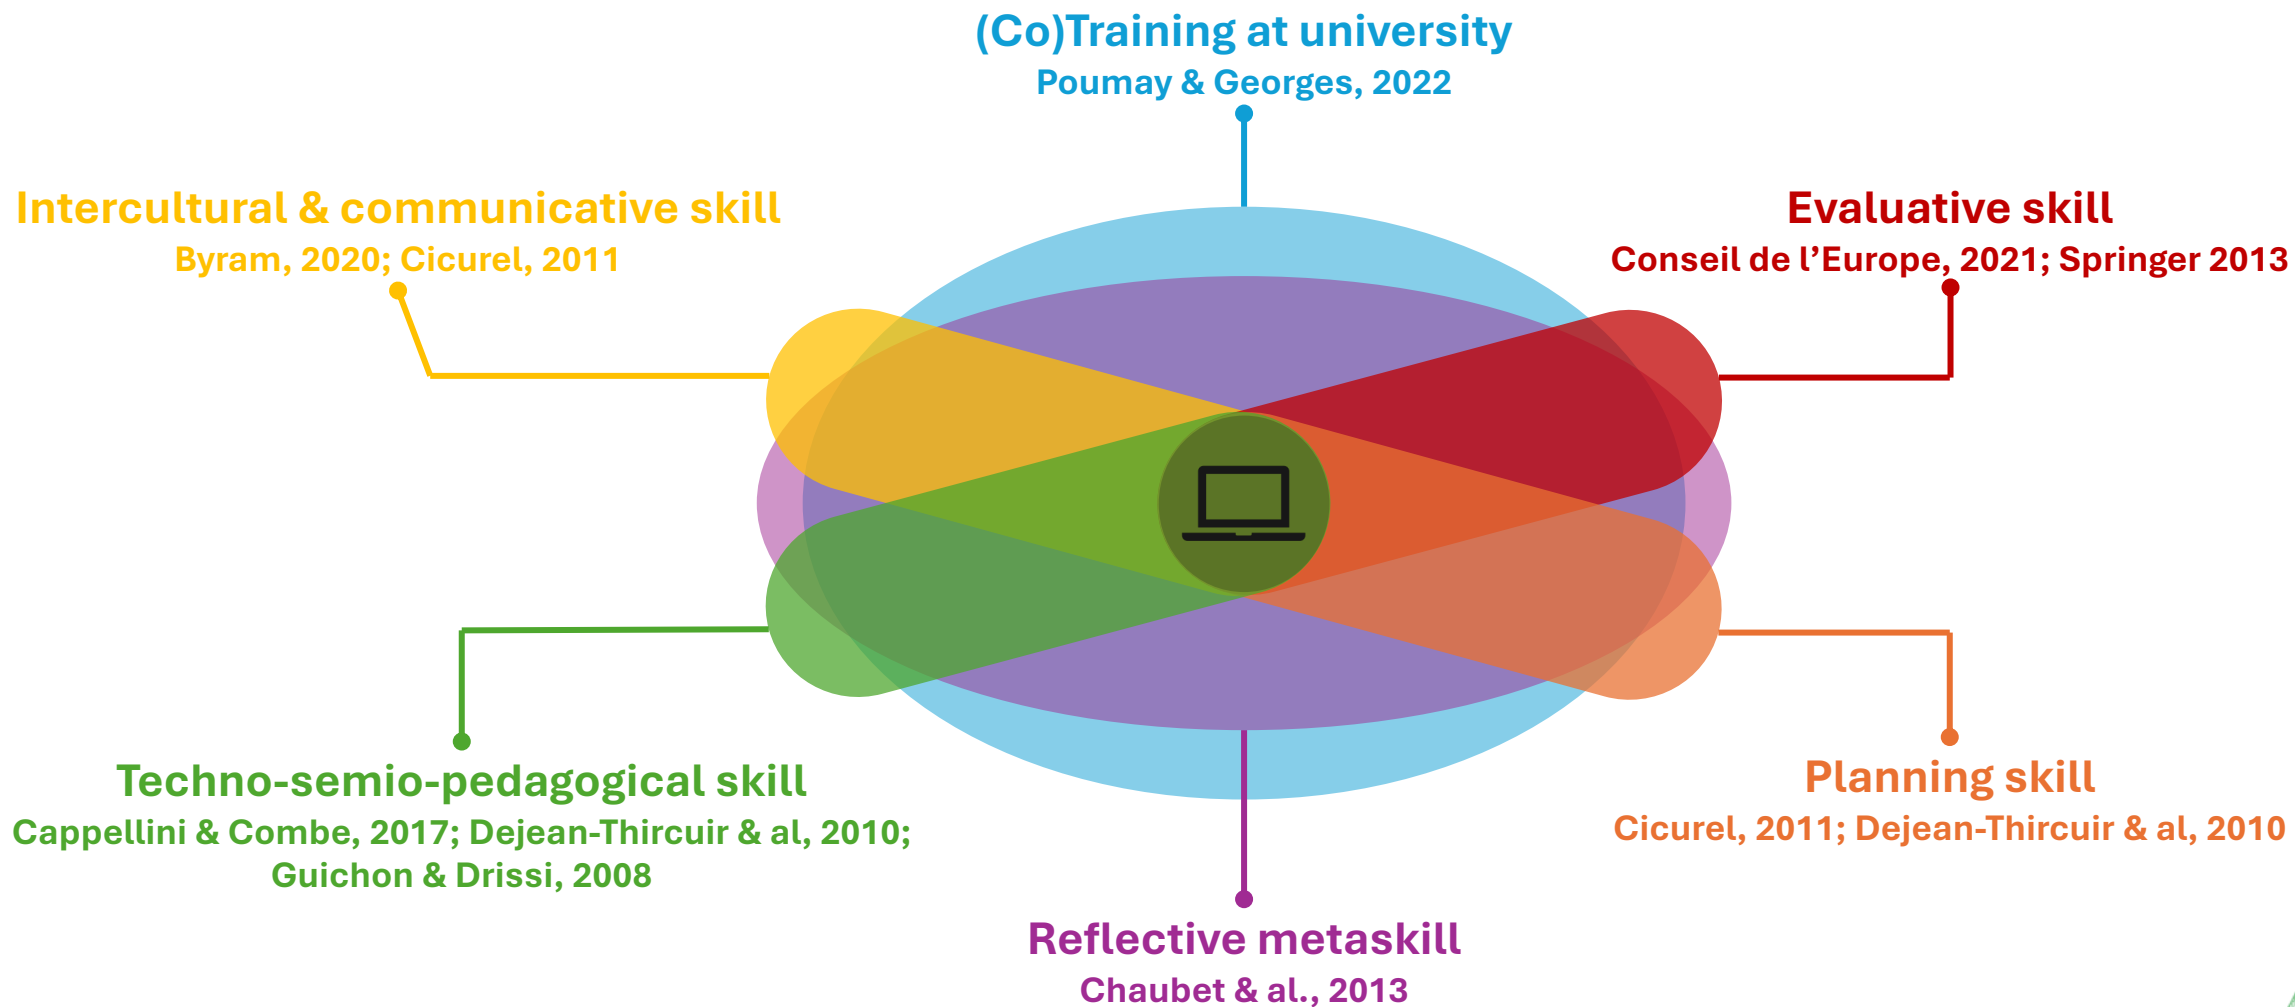 (Co)Training at university
Poumay & Georges, 2022
Intercultural & communicative skill
Byram, 2020; Cicurel, 2011
Evaluative skill
Conseil de l’Europe, 2021; Springer 2013
Techno-semio-pedagogical skill
Cappellini & Combe, 2017; Dejean-Thircuir & al, 2010;
Guichon & Drissi, 2008
Planning skill
Cicurel, 2011; Dejean-Thircuir & al, 2010
Reflective metaskill
Chaubet & al., 2013